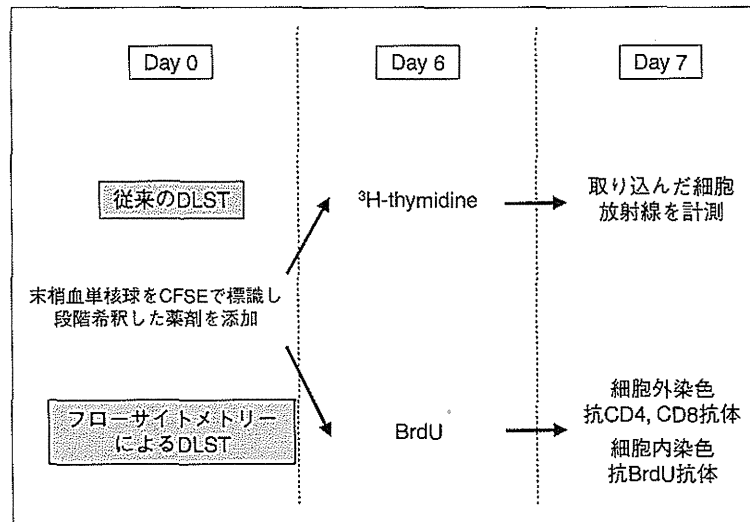 Day 0
Day 6
Day 7
従来のDLST
³H-thymidine
取り込んだ細胞
放射線を計測
末梢血単核球をCFSEで標識し
段階希釈した薬剤を添加
フローサイトメトリー
によるDLST
BrdU
細胞外染色
抗CD4, CD8抗体
細胞内染色
抗BrdU抗体